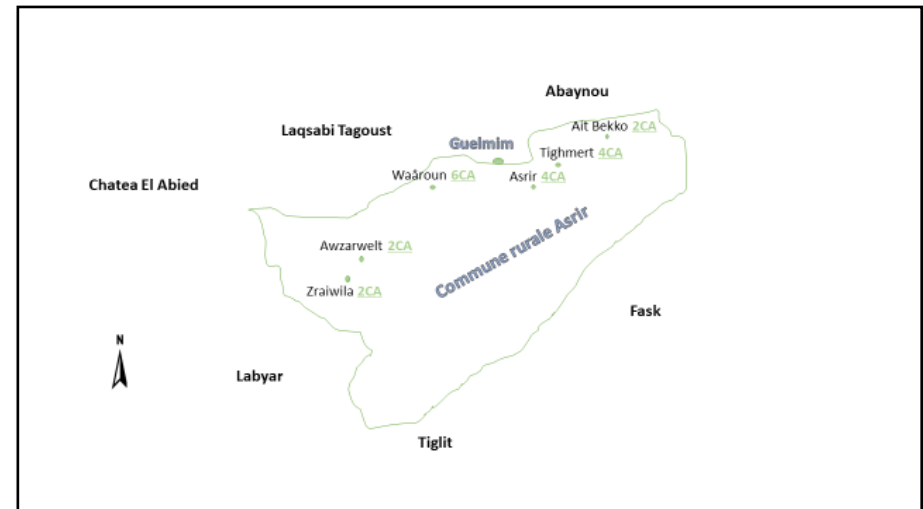 Abaynou
Ait Bekko 2CA
Laqsabi Tagoust
Guelmim
Tighmert 4CA
Waâroun 6CA
Asrir 4CA
Chatea El Abied
Commune rurale Asrir
Awzarwelt 2CA
Zraiwila 2CA
Fask
N
Labyar
Tiglit